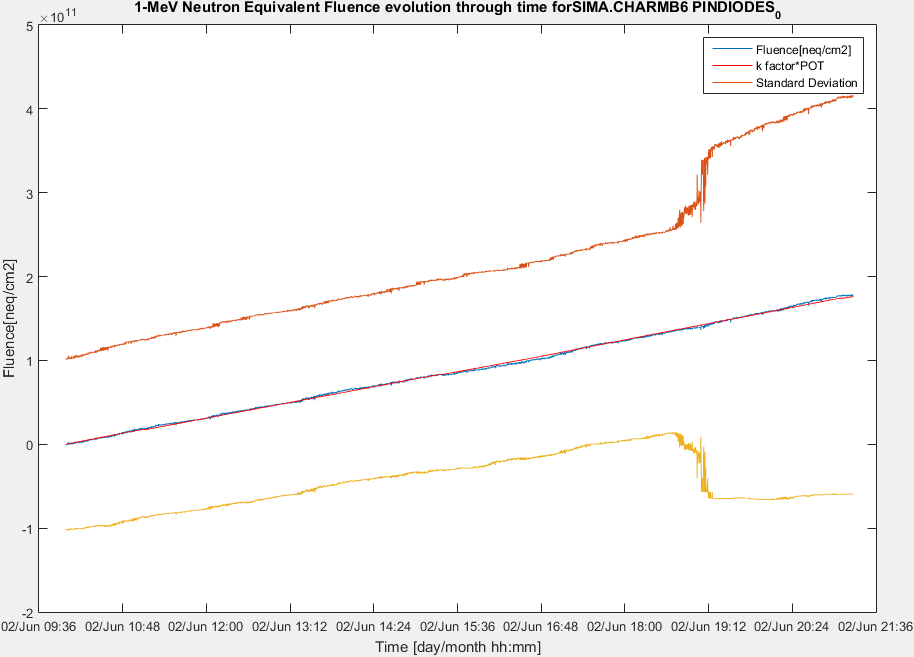 1-MeV Neutron Equivalent Fluence evolution through time forSIMA.CHARMB6 PINDIODES0
×10^11
5
4
3
2
1
0
-1
-2
Fluence[neq/cm2]
Fluence[neq/cm2]
k factor*POT
Standard Deviation
02/Jun 09:36 02/Jun 10:48 02/Jun 12:00 02/Jun 13:12 02/Jun 14:24 02/Jun 15:36 02/Jun 16:48 02/Jun 18:00 02/Jun 19:12 02/Jun 20:24 02/Jun 21:36
Time [day/month hh:mm]